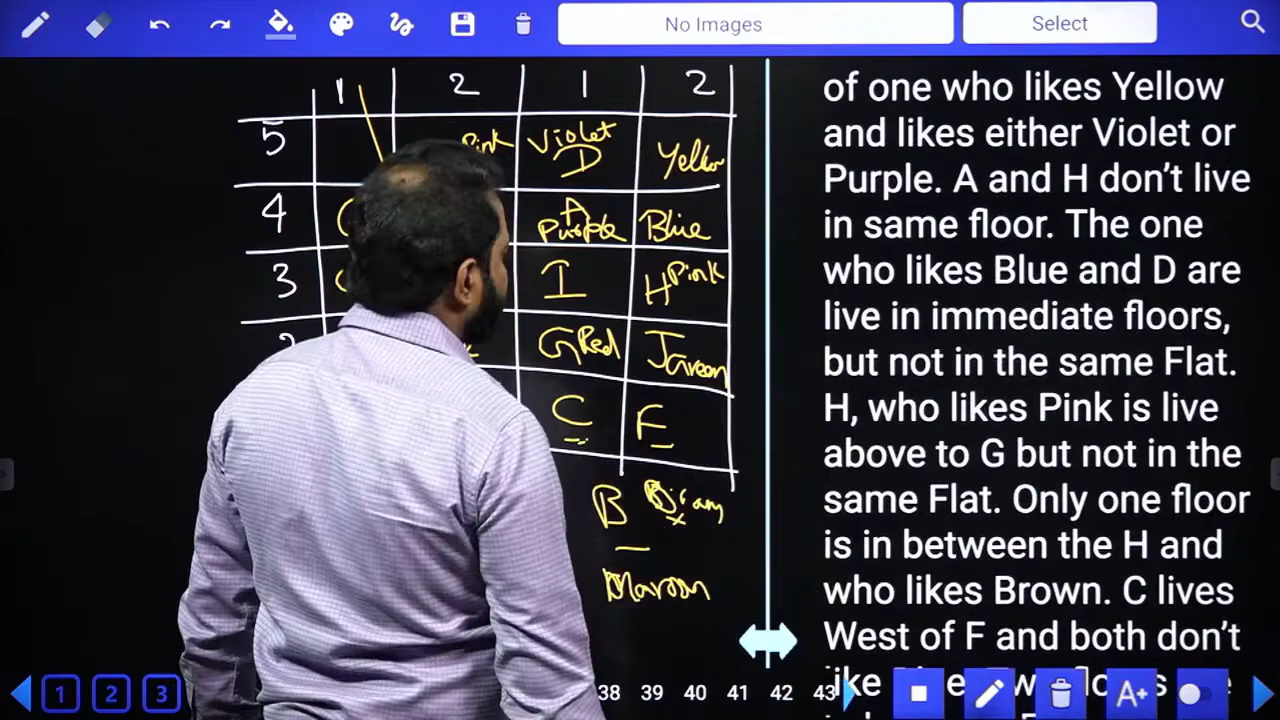 No Images
Select
1 2 1 2
5 Pink Violet D Yellow
4 A Purple Blue
3 I H Pink
G Red J Green
C F
B
Maroon
of one who likes Yellow
and likes either Violet or
Purple. A and H don’t live
in same floor. The one
who likes Blue and D are
live in immediate floors,
but not in the same Flat.
H, who likes Pink is live
above to G but not in the
same Flat. Only one floor
is in between the H and
who likes Brown. C lives
West of F and both don’t
1 2 3
38 39 40 41 42 43
A+